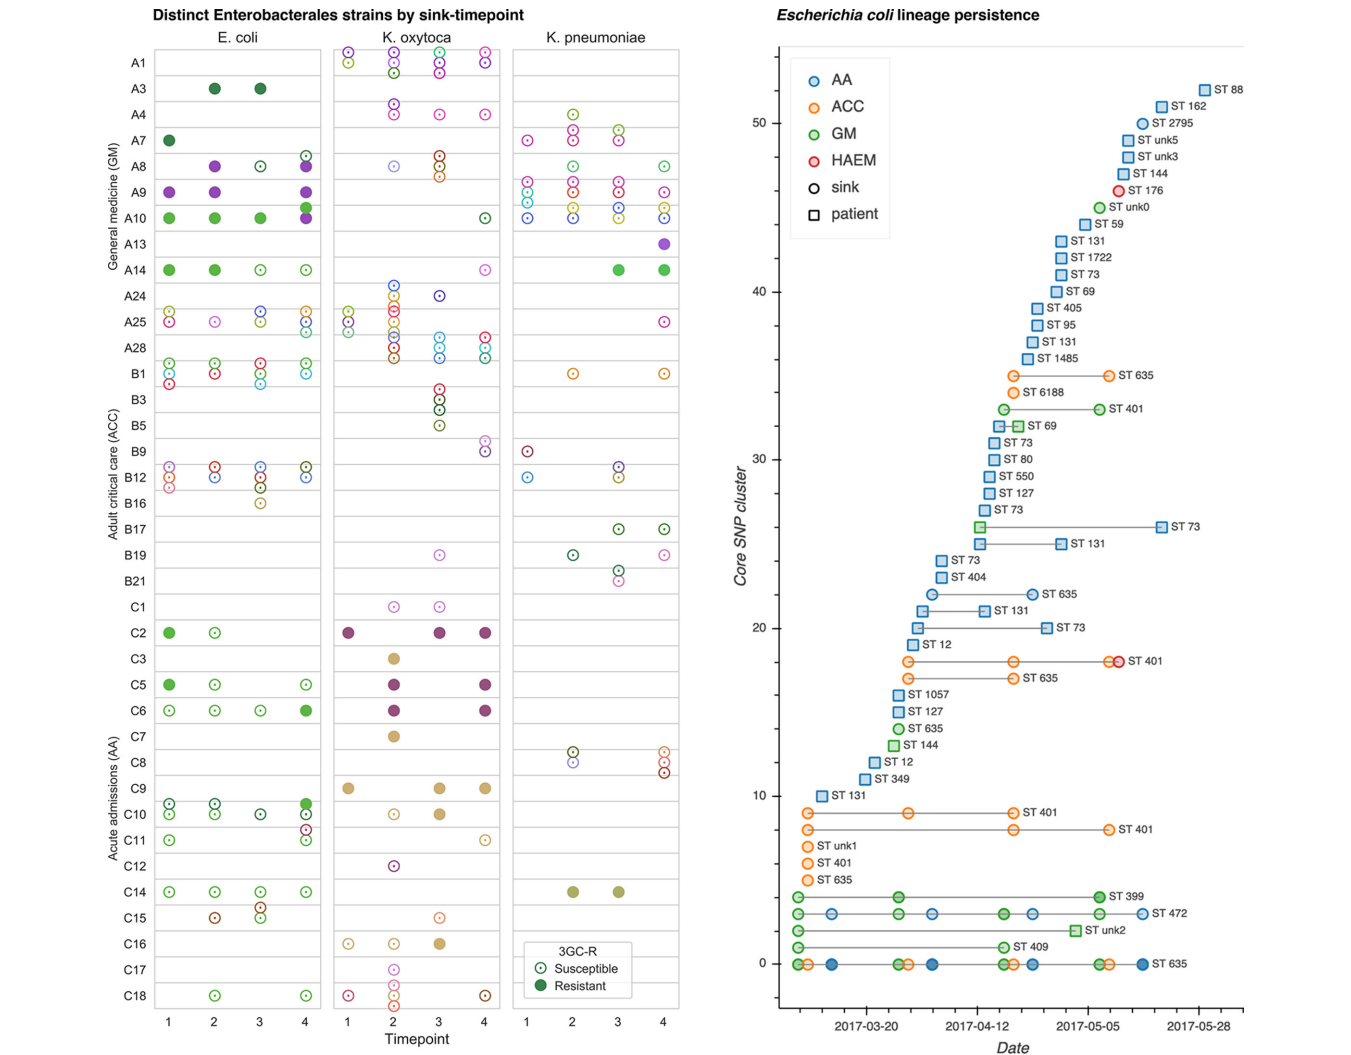 Distinct Enterobacterales strains by sink-timepoint
E. coli
K. oxytoca
K. pneumoniae
General medicine (GM)
Adult critical care (ACC)
Acute admissions (AA)
A1
A3
A4
A7
A8
A9
A10
A13
A14
A24
A25
A28
B1
B3
B5
B9
B12
B16
B17
B19
B21
C1
C2
C3
C5
C6
C7
C8
C9
C10
C11
C12
C14
C15
C16
C17
C18
3GC-R
Susceptible
Resistant
1 2 3 4 1 2 3 4 1 2 3 4
Timepoint
Escherichia coli lineage persistence
AA
ACC
GM
HAEM
sink
patient
Core SNP cluster
50
40
30
20
10
0
ST 88
ST 162
ST 2795
ST unk5
ST unk3
ST 144
ST 176
ST unk0
ST 59
ST 131
ST 1722
ST 73
ST 69
ST 405
ST 95
ST 131
ST 1485
ST 635
ST 6188
ST 401
ST 69
ST 73
ST 80
ST 550
ST 127
ST 73
ST 73
ST 131
ST 73
ST 404
ST 635
ST 131
ST 73
ST 12
ST 401
ST 635
ST 1057
ST 127
ST 635
ST 144
ST 12
ST 349
ST 131
ST 401
ST 401
ST unk1
ST 401
ST 635
ST 399
ST 472
ST unk2
ST 409
ST 635
2017-03-20 2017-04-12 2017-05-05 2017-05-28
Date